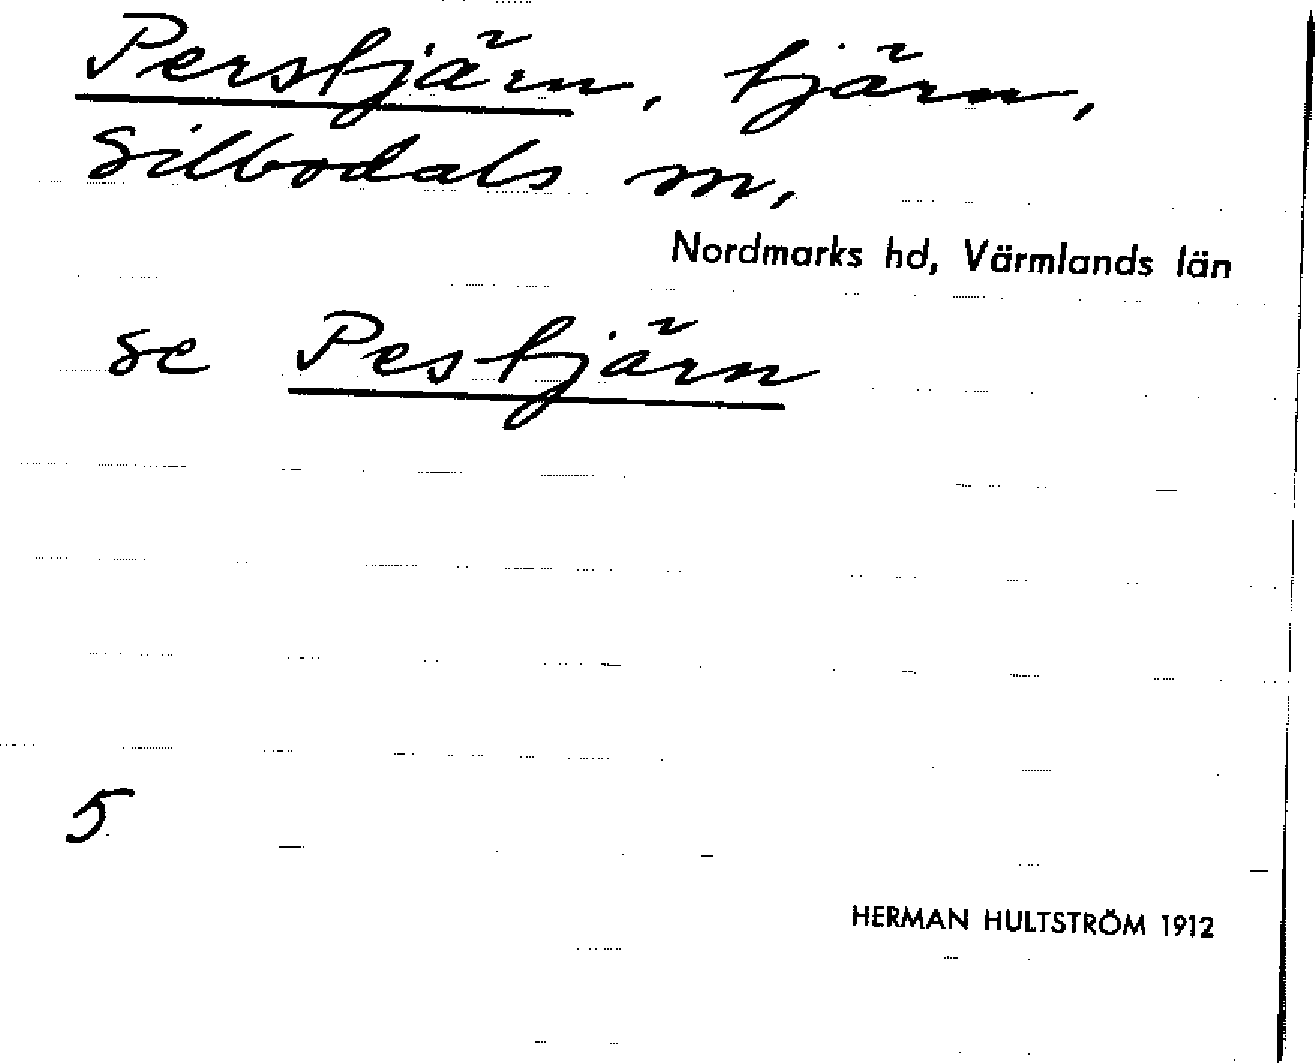 Perstjärn, tjärn,
Silbodals sn,
Nordmarks hd, Värmlands län
se Pestjärn
5
HERMAN HULTSTRÖM 1912